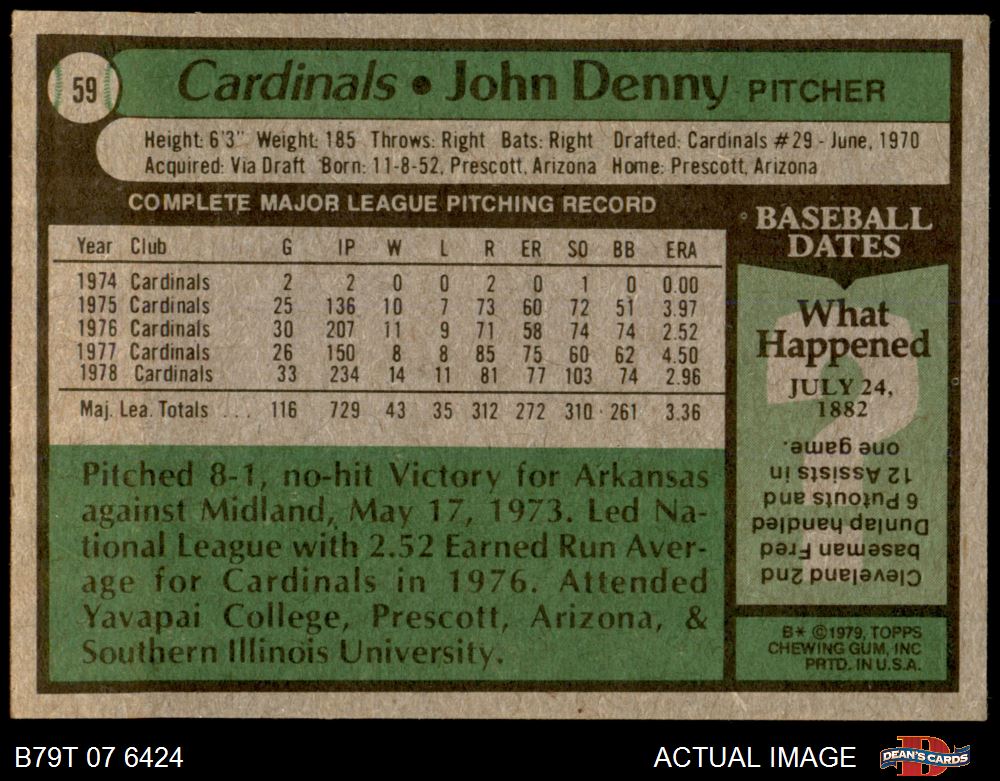 59
Cardinals • John Denny PITCHER
Height: 6'3" Weight: 185 Throws: Right Bats: Right Drafted: Cardinals #29 - June, 1970
Acquired: Via Draft Born: 11-8-52, Prescott, Arizona Home: Prescott, Arizona
COMPLETE MAJOR LEAGUE PITCHING RECORD
Year Club G IP W L R ER SO BB ERA
1974 Cardinals 2 2 0 0 2 0 1 0 0.00
1975 Cardinals 25 136 10 7 73 60 72 51 3.97
1976 Cardinals 30 207 11 9 71 58 74 74 2.52
1977 Cardinals 26 150 8 8 85 75 60 62 4.50
1978 Cardinals 33 234 14 11 81 77 103 74 2.96
Maj. Lea. Totals ... 116 729 43 35 312 272 310 261 3.36
Pitched 8-1, no-hit Victory for Arkansas
against Midland, May 17, 1973. Led Na-
tional League with 2.52 Earned Run Aver-
age for Cardinals in 1976. Attended
Yavapai College, Prescott, Arizona, &
Southern Illinois University.
BASEBALL
DATES
What
Happened
JULY 24,
1882
?
Cleveland 2nd
baseman Fred
Dunlap handled
6 Putouts and
12 Assists in
one game.
B* ©1979, TOPPS
CHEWING GUM, INC
PRTD. IN U.S.A.
B79T 07 6424
ACTUAL IMAGE
DEAN'S CARDS